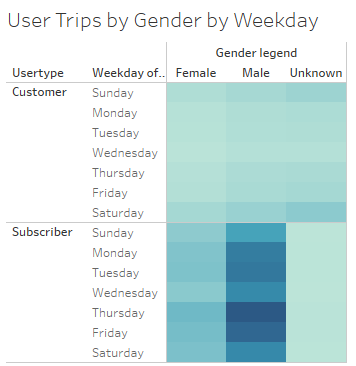 User Trips by Gender by Weekday
Gender legend
Usertype Weekday of.. Female Male Unknown
Customer Sunday
Monday
Tuesday
Wednesday
Thursday
Friday
Saturday
Subscriber Sunday
Monday
Tuesday
Wednesday
Thursday
Friday
Saturday